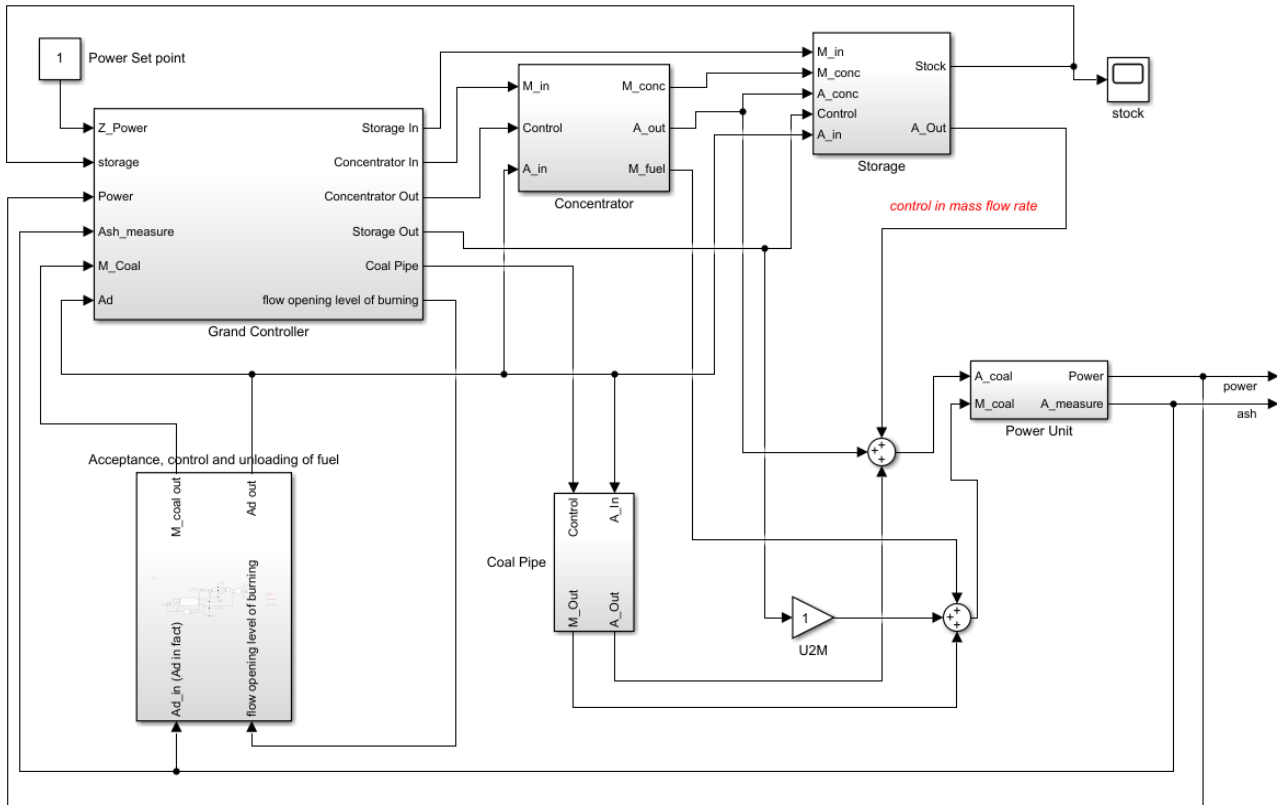 1
Power Set point
Z_Power
storage
Power
Ash_measure
M_Coal
Ad
Storage In
Concentrator In
Concentrator Out
Storage Out
Coal Pipe
flow opening level of burning
Grand Controller
M_in
Control
A_in
M_conc
A_out
M_fuel
Concentrator
M_in
M_conc
A_conc
Control
A_in
Stock
A_Out
Storage
stock
control in mass flow rate
A_coal
M_coal
Power
A_measure
Power Unit
power
ash
Acceptance, control and unloading of fuel
M_coal out
Ad out
Ad_in (Ad in fact)
flow opening level of burning
Control
A_In
M_Out
A_Out
Coal Pipe
1
U2M
+
+
+
+
+
+